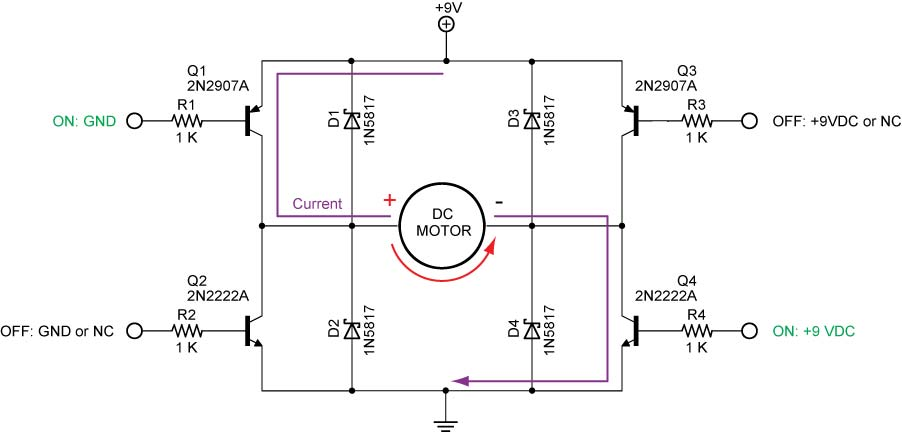 +9V
Q1
2N2907A
Q3
2N2907A
R1
1 K
ON: GND
D1
1N5817
D3
1N5817
R3
1 K
OFF: +9VDC or NC
Current
+
-
DC
MOTOR
Q2
2N2222A
Q4
2N2222A
R2
1 K
OFF: GND or NC
D2
1N5817
D4
1N5817
R4
1 K
ON: +9 VDC